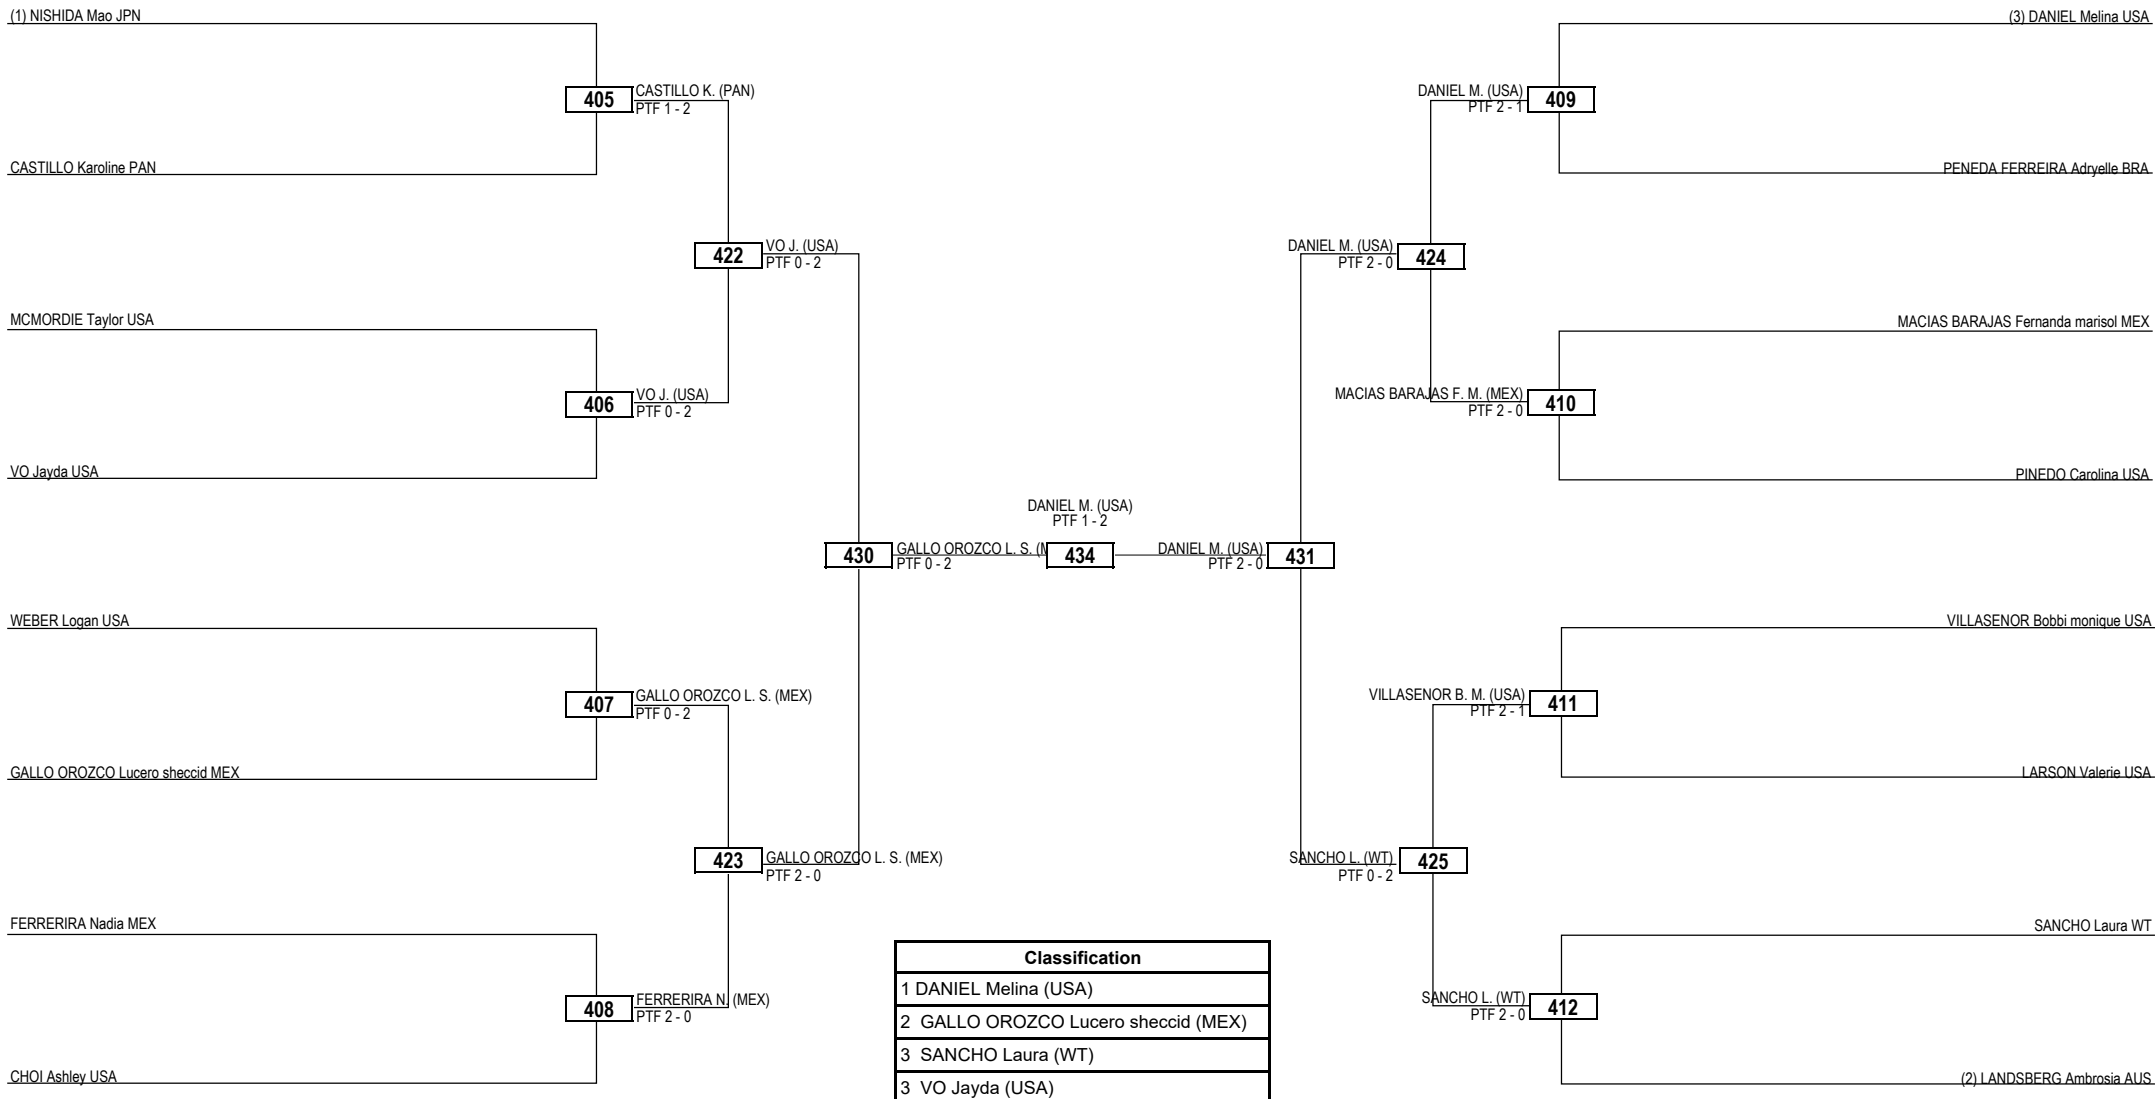 (1) NISHIDA Mao JPN
405
CASTILLO K. (PAN)
PTF 1 - 2
CASTILLO Karoline PAN
422
VO J. (USA)
PTF 0 - 2
MCMORDIE Taylor USA
406
VO J. (USA)
PTF 0 - 2
VO Jayda USA
430
GALLO OROZCO L. S. (M
PTF 0 - 2
WEBER Logan USA
407
GALLO OROZCO L. S. (MEX)
PTF 0 - 2
GALLO OROZCO Lucero sheccid MEX
423
GALLO OROZCO L. S. (MEX)
PTF 2 - 0
FERRERIRA Nadia MEX
408
FERRERIRA N. (MEX)
PTF 2 - 0
CHOI Ashley USA
DANIEL M. (USA)
PTF 1 - 2
434
(3) DANIEL Melina USA
DANIEL M. (USA)
PTF 2 - 1
409
PENEDA FERREIRA Adryelle BRA
DANIEL M. (USA)
PTF 2 - 0
424
MACIAS BARAJAS Fernanda marisol MEX
MACIAS BARAJAS F. M. (MEX)
PTF 2 - 0
410
PINEDO Carolina USA
DANIEL M. (USA)
PTF 2 - 0
431
VILLASENOR Bobbi monique USA
VILLASENOR B. M. (USA)
PTF 2 - 1
411
LARSON Valerie USA
SANCHO L. (WT)
PTF 0 - 2
425
SANCHO Laura WT
SANCHO L. (WT)
PTF 2 - 0
412
(2) LANDSBERG Ambrosia AUS
Classification
1 DANIEL Melina (USA)
2 GALLO OROZCO Lucero sheccid (MEX)
3 SANCHO Laura (WT)
3 VO Jayda (USA)